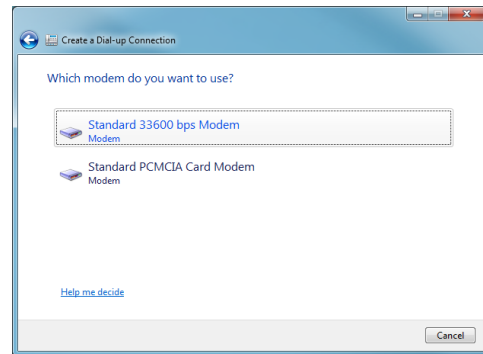 Create a Dial-up Connection
Which modem do you want to use?
Standard 33600 bps Modem
Modem
Standard PCMCIA Card Modem
Modem
Help me decide
Cancel